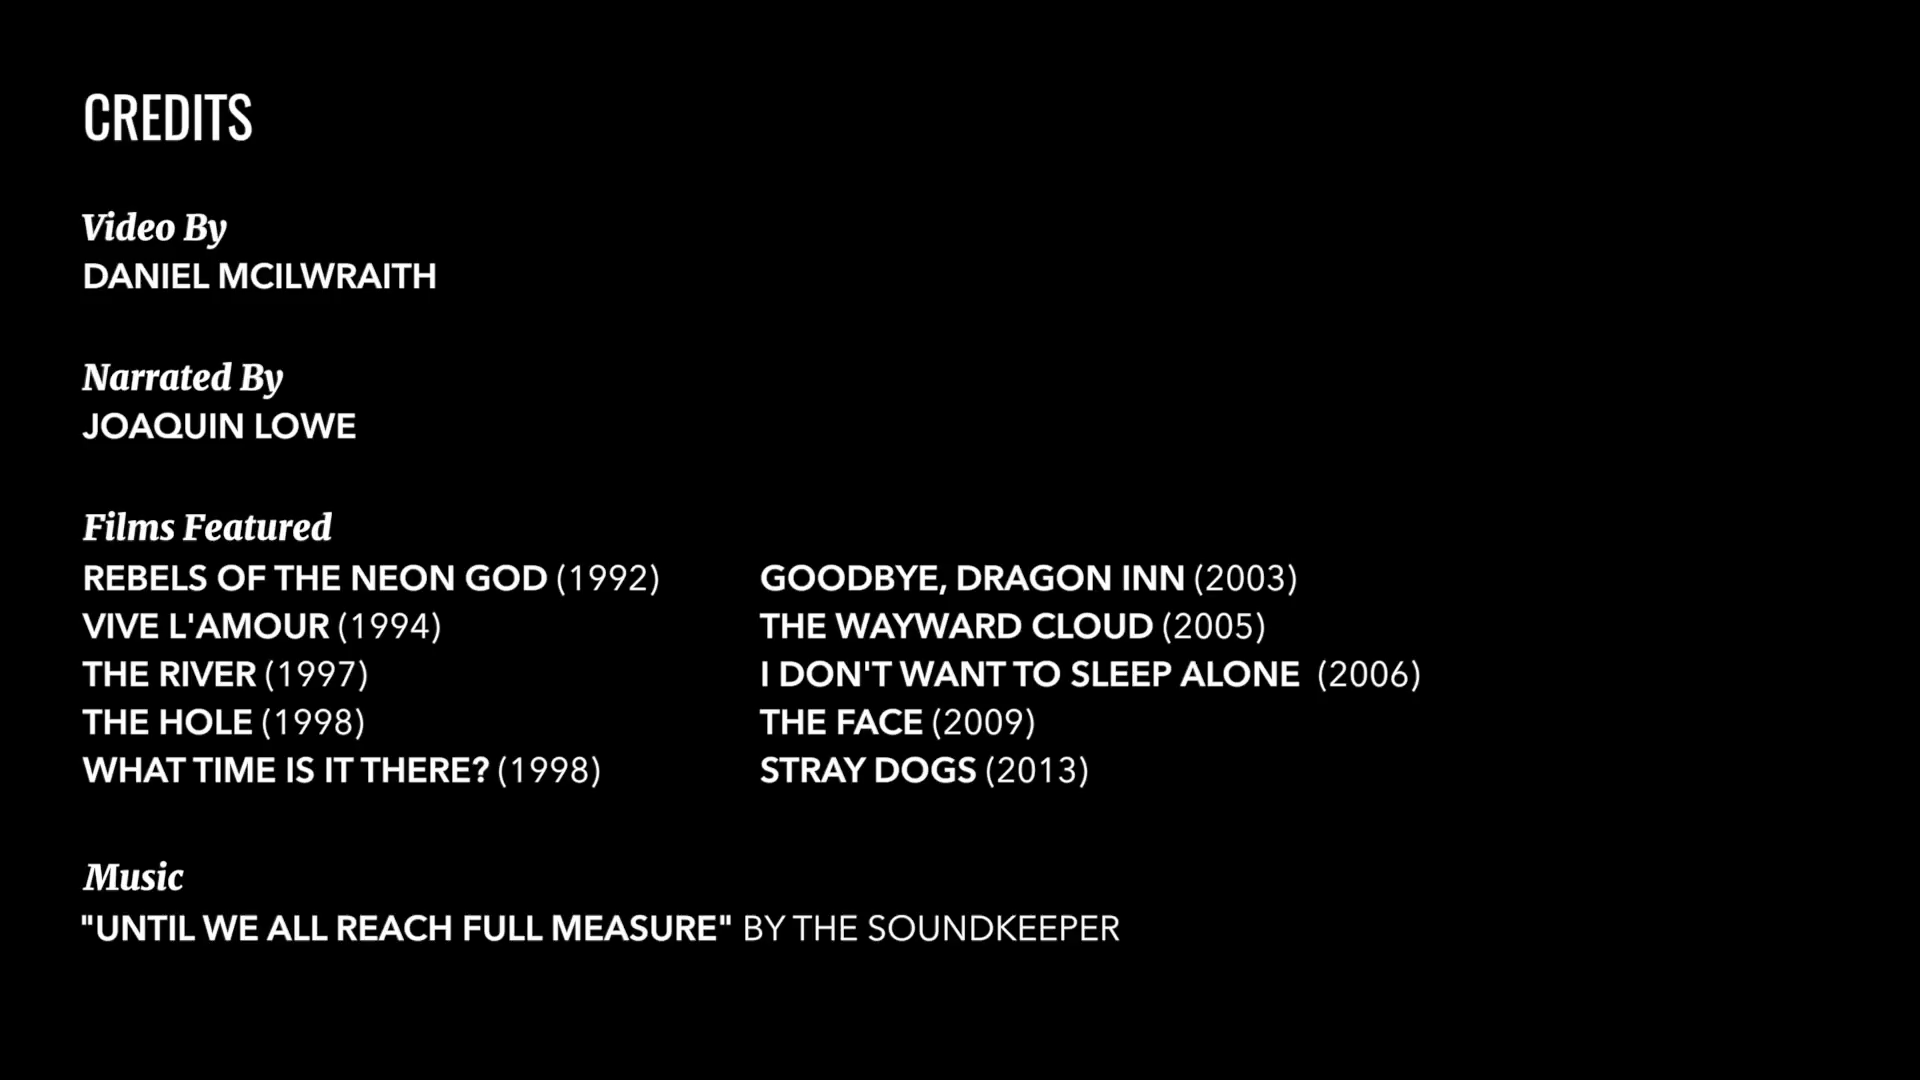 CREDITS
Video By
DANIEL MCILWRAITH
Narrated By
JOAQUIN LOWE
Films Featured
REBELS OF THE NEON GOD (1992)
VIVE L'AMOUR (1994)
THE RIVER (1997)
THE HOLE (1998)
WHAT TIME IS IT THERE? (1998)
GOODBYE, DRAGON INN (2003)
THE WAYWARD CLOUD (2005)
I DON'T WANT TO SLEEP ALONE (2006)
THE FACE (2009)
STRAY DOGS (2013)
Music
"UNTIL WE ALL REACH FULL MEASURE" BY THE SOUNDKEEPER